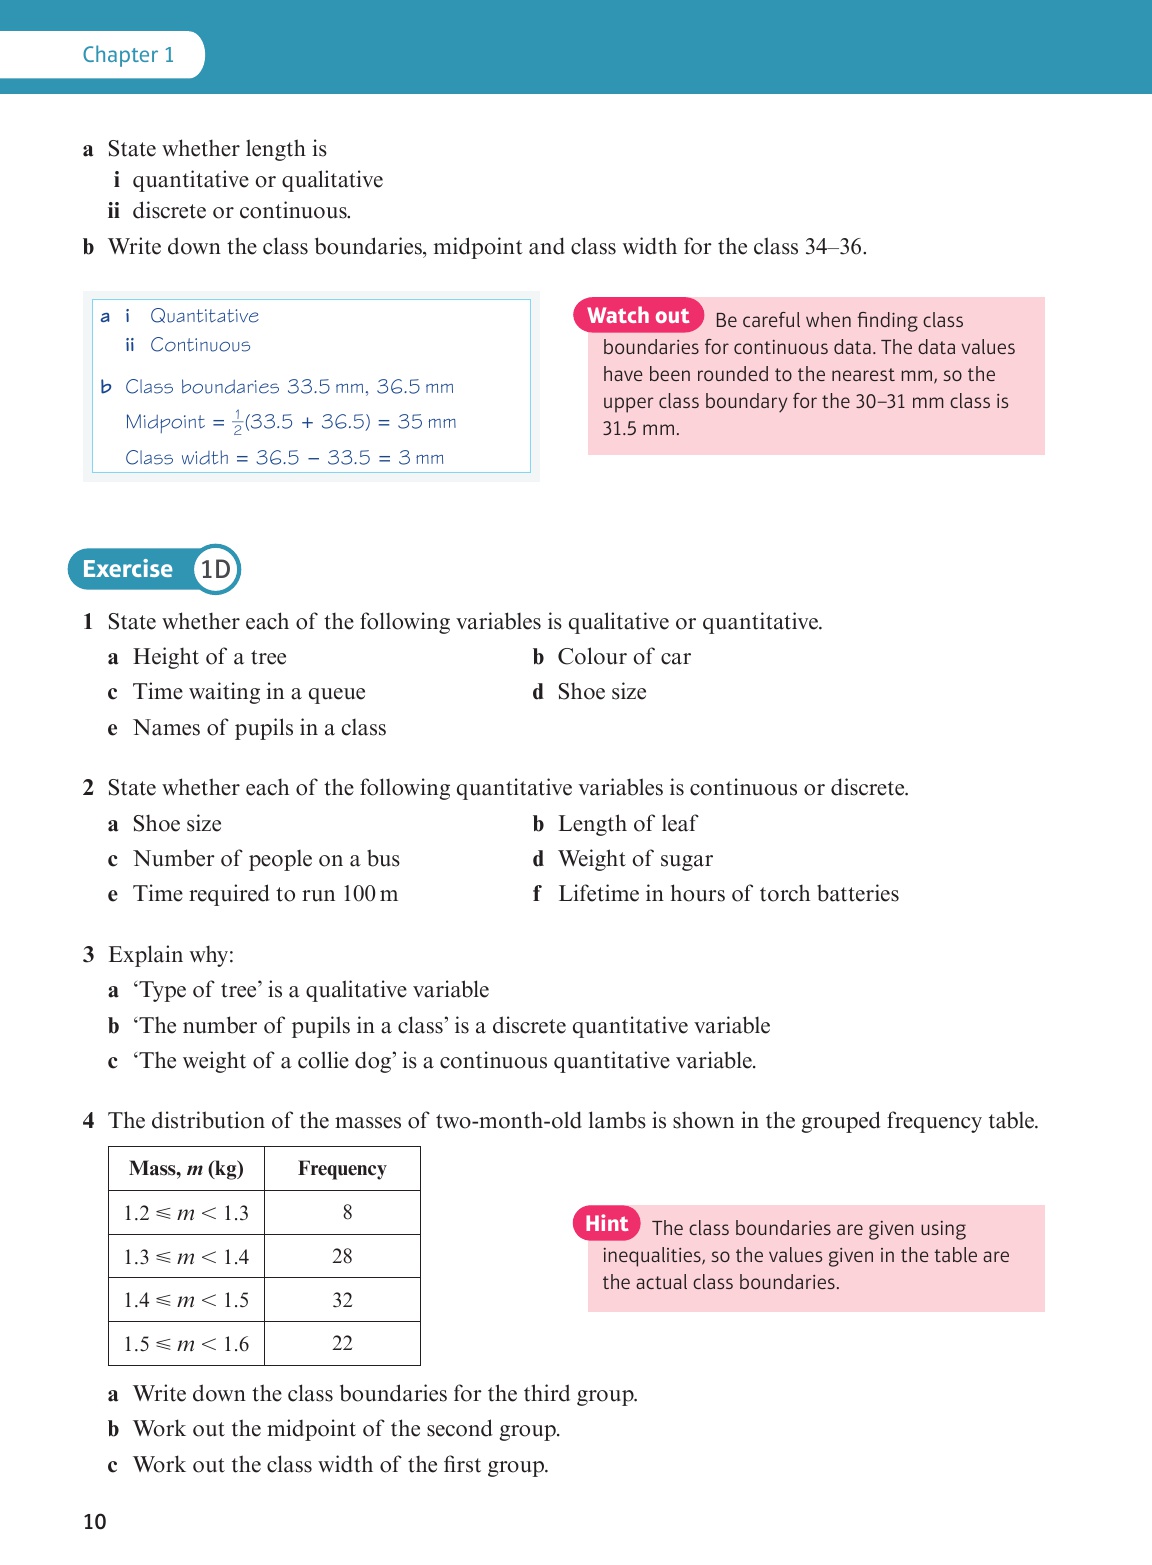 Chapter 1
a State whether length is
i quantitative or qualitative
ii discrete or continuous.
b Write down the class boundaries, midpoint and class width for the class 34–36.
a i Quantitative
ii Continuous
b Class boundaries 33.5 mm, 36.5 mm
Midpoint = ½(33.5 + 36.5) = 35 mm
Class width = 36.5 − 33.5 = 3 mm
Watch out Be careful when finding class
boundaries for continuous data. The data values
have been rounded to the nearest mm, so the
upper class boundary for the 30–31 mm class is
31.5 mm.
Exercise 1D
1 State whether each of the following variables is qualitative or quantitative.
a Height of a tree b Colour of car
c Time waiting in a queue d Shoe size
e Names of pupils in a class
2 State whether each of the following quantitative variables is continuous or discrete.
a Shoe size b Length of leaf
c Number of people on a bus d Weight of sugar
e Time required to run 100 m f Lifetime in hours of torch batteries
3 Explain why:
a ‘Type of tree’ is a qualitative variable
b ‘The number of pupils in a class’ is a discrete quantitative variable
c ‘The weight of a collie dog’ is a continuous quantitative variable.
4 The distribution of the masses of two-month-old lambs is shown in the grouped frequency table.
Mass, m (kg) Frequency
1.2 ⩽ m < 1.3 8
1.3 ⩽ m < 1.4 28
1.4 ⩽ m < 1.5 32
1.5 ⩽ m < 1.6 22
Hint The class boundaries are given using
inequalities, so the values given in the table are
the actual class boundaries.
a Write down the class boundaries for the third group.
b Work out the midpoint of the second group.
c Work out the class width of the first group.
10